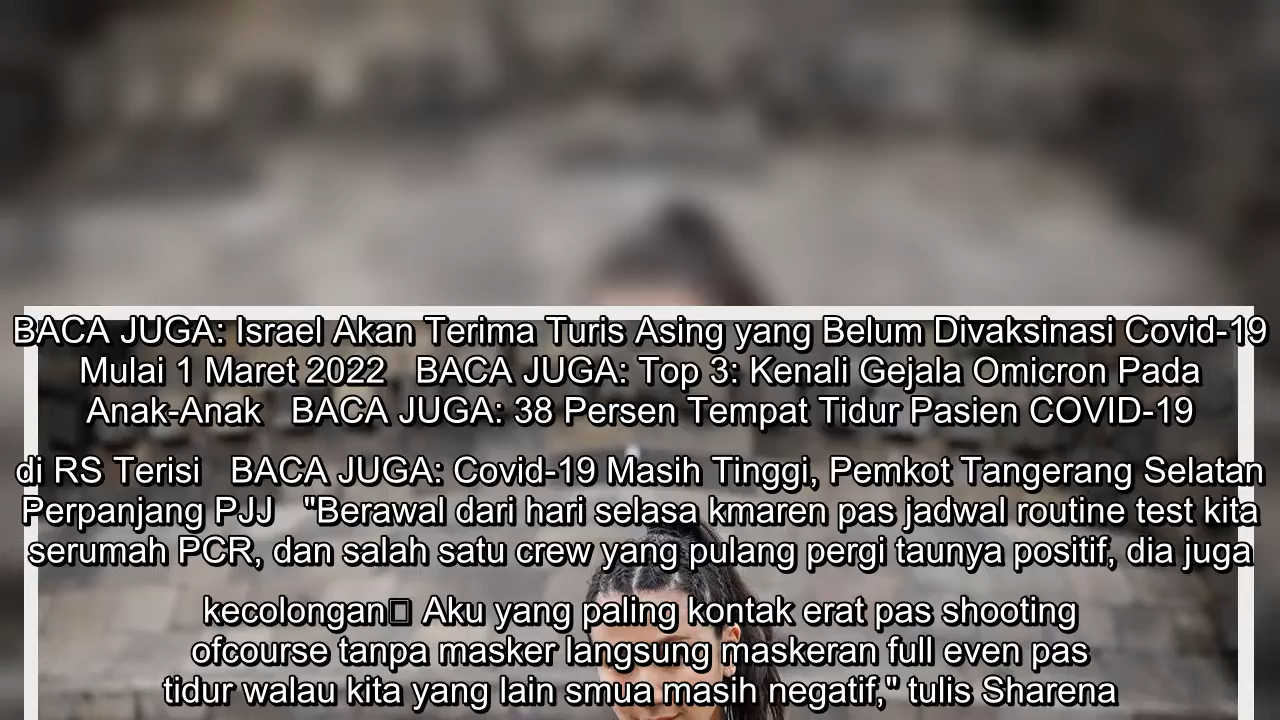 BACA JUGA: Israel Akan Terima Turis Asing yang Belum Divaksinasi Covid-19
Mulai 1 Maret 2022   BACA JUGA: Top 3: Kenali Gejala Omicron Pada
Anak-Anak   BACA JUGA: 38 Persen Tempat Tidur Pasien COVID-19
di RS Terisi   BACA JUGA: Covid-19 Masih Tinggi, Pemkot Tangerang Selatan
Perpanjang PJJ   "Berawal dari hari selasa kmaren pas jadwal routine test kita
serumah PCR, dan salah satu crew yang pulang pergi taunya positif, dia juga
kecolongan▯ Aku yang paling kontak erat pas shooting
ofcourse tanpa masker langsung maskeran full even pas
tidur walau kita yang lain smua masih negatif," tulis Sharena